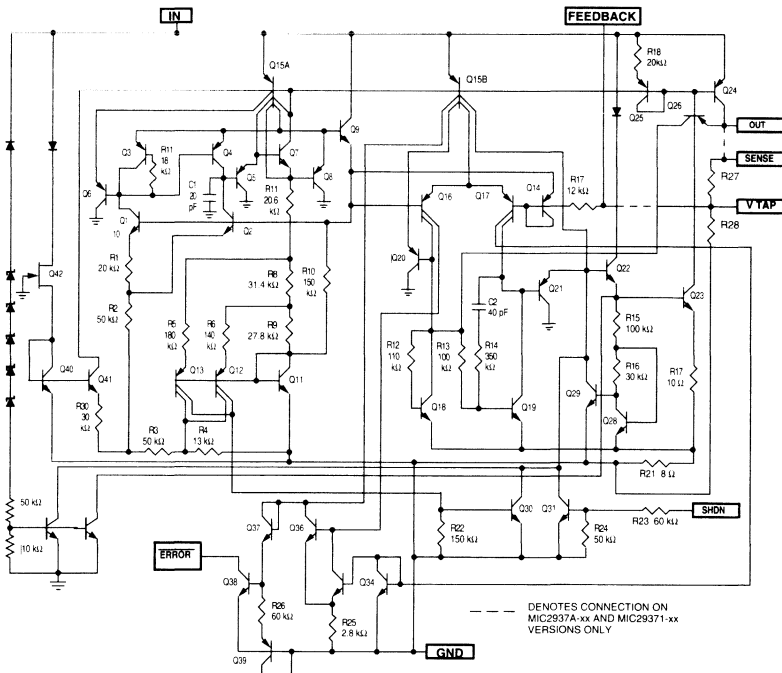 IN
FEEDBACK
Q15A
Q15B
R18
20kΩ
Q24
Q25
Q26
OUT
SENSE
R27
V TAP
R28
Q3
R11
18
kΩ
Q4
Q5
Q7
Q9
Q8
Q6
C1
20
pF
R11
20.6
kΩ
Q1
10
Q2
Q16
Q17
Q14
R17
12 kΩ
Q20
Q42
R1
20 kΩ
R2
50 kΩ
R8
31.4 kΩ
R10
150
kΩ
R9
27.8 kΩ
R5
180
kΩ
R6
140
kΩ
Q13
Q12
Q11
C2
40 pF
Q21
Q22
Q23
R15
100 kΩ
R16
30 kΩ
R12
110
kΩ
R13
100
kΩ
R14
350
kΩ
Q18
Q19
Q29
Q28
R17
10 Ω
Q40
Q41
R30
30
kΩ
R3
50 kΩ
R4
13 kΩ
R21 8 Ω
50 kΩ
10 kΩ
Q37
Q36
Q30
Q31
R22
150 kΩ
R24
50 kΩ
R23 60 kΩ
SHDN
ERROR
Q38
Q34
R26
60 kΩ
R25
2.8 kΩ
Q39
GND
DENOTES CONNECTION ON
MIC2937A-xx AND MIC29371-xx
VERSIONS ONLY